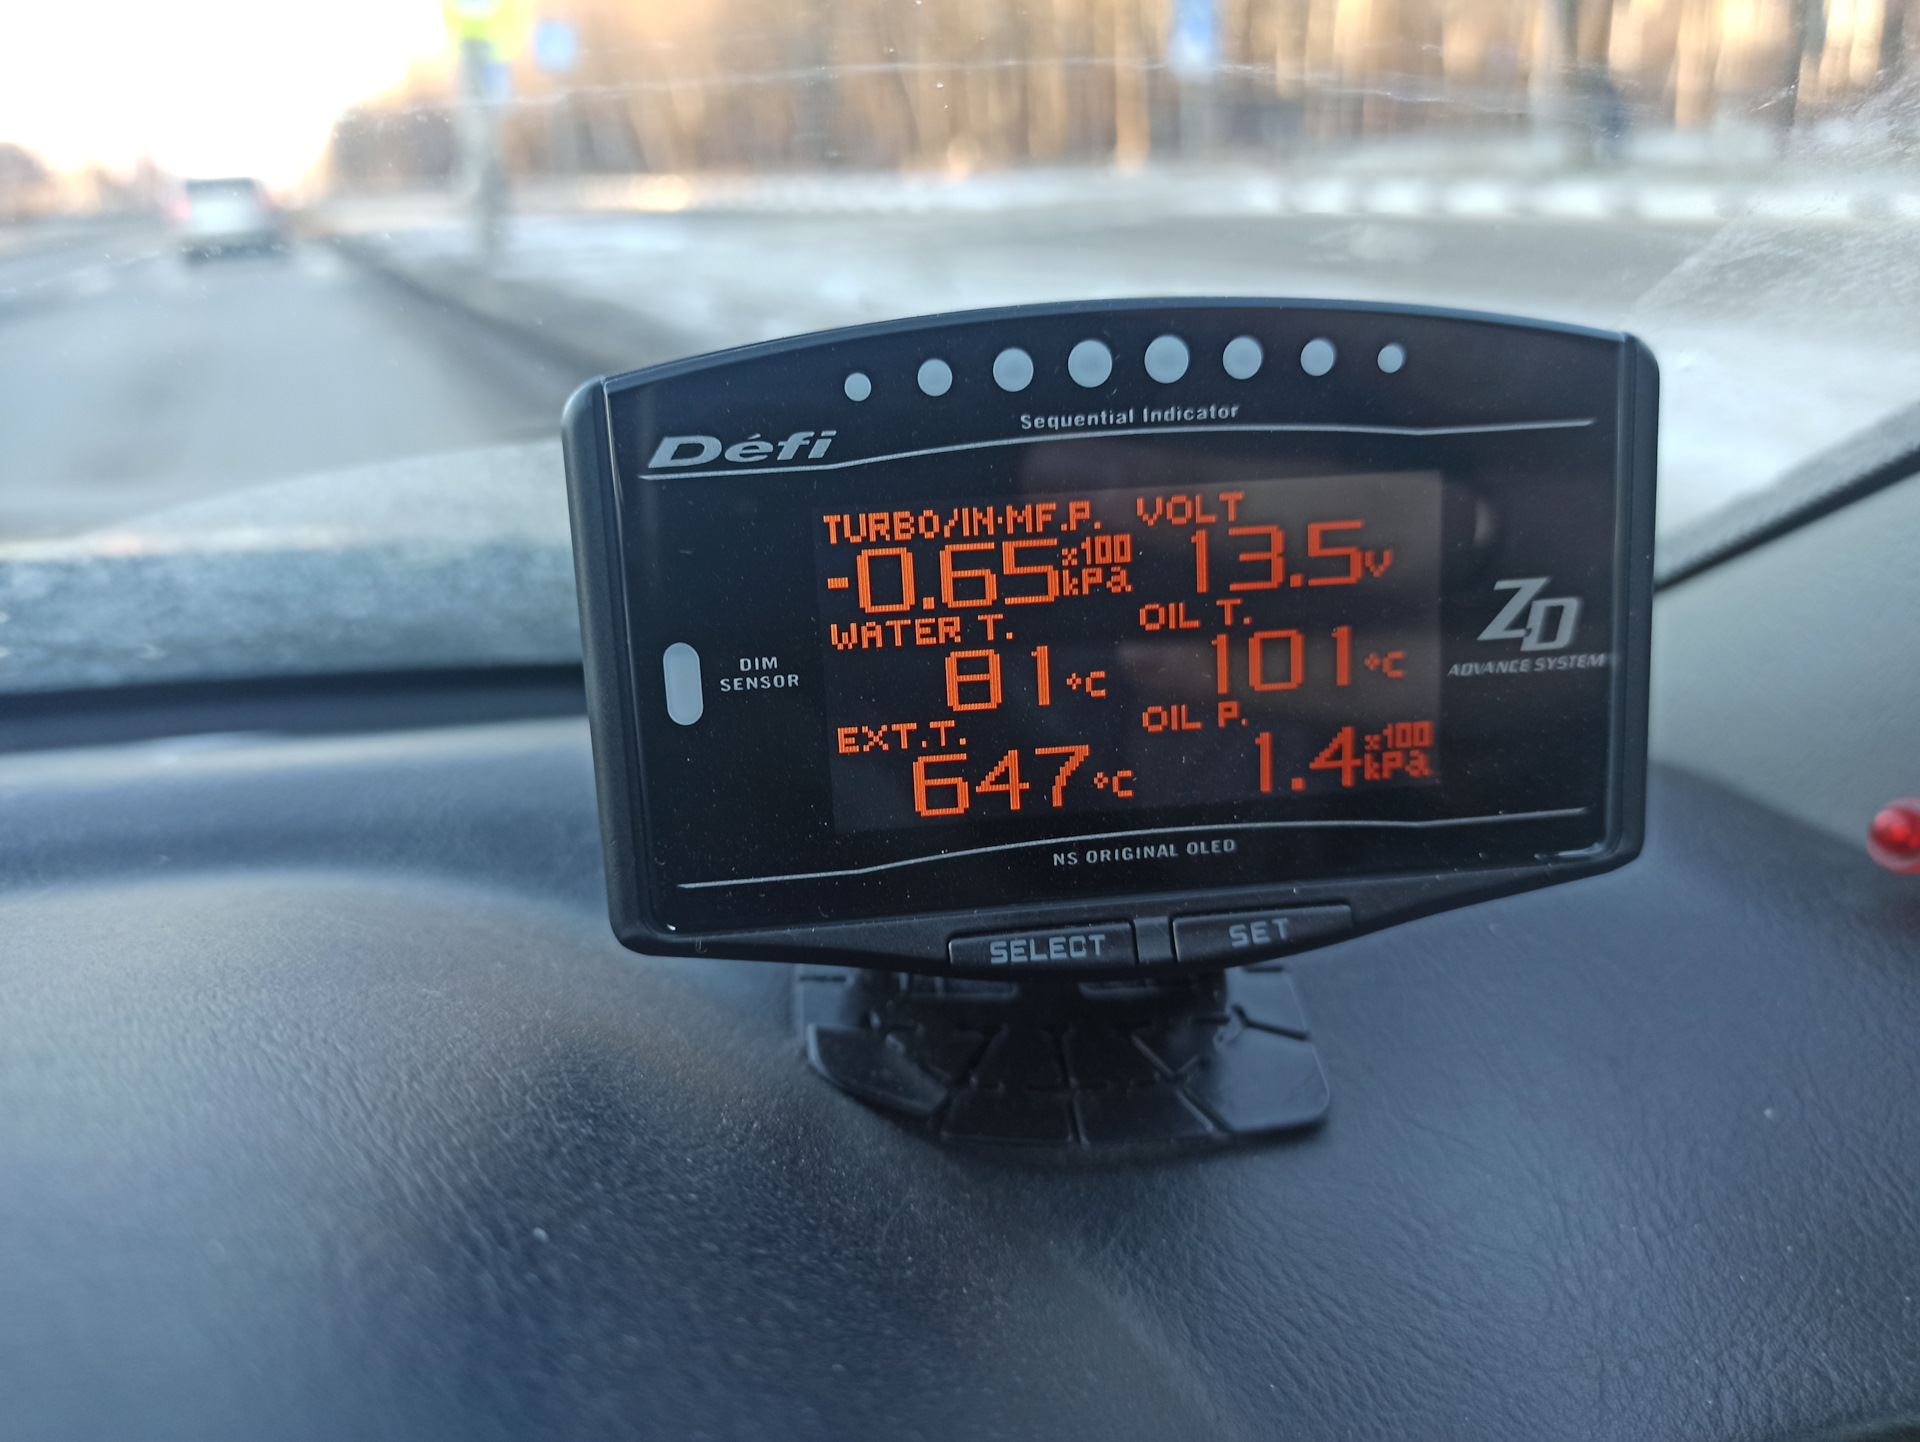 Sequential Indicator
Défi
TURBO/IN·MF.P.
-0.65 x100 kPa
VOLT
13.5 V
WATER T.
81 °C
OIL T.
101 °C
EXT.T.
647 °C
OIL P.
1.4 x100 kPa
DIM
SENSOR
ZD
ADVANCE SYSTEM
NS ORIGINAL OLED
SELECT
SET